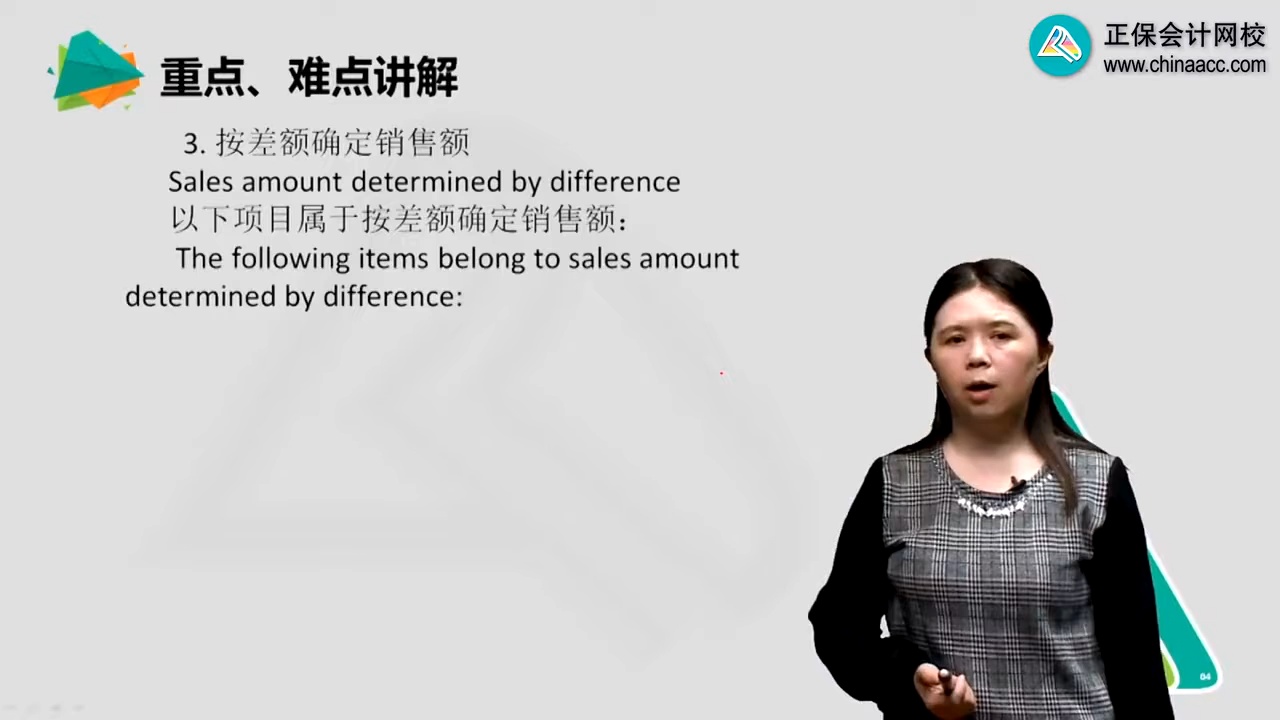 正保会计网校
www.chinaacc.com
重点、难点讲解
3. 按差额确定销售额
Sales amount determined by difference
以下项目属于按差额确定销售额：
The following items belong to sales amount
determined by difference:
04